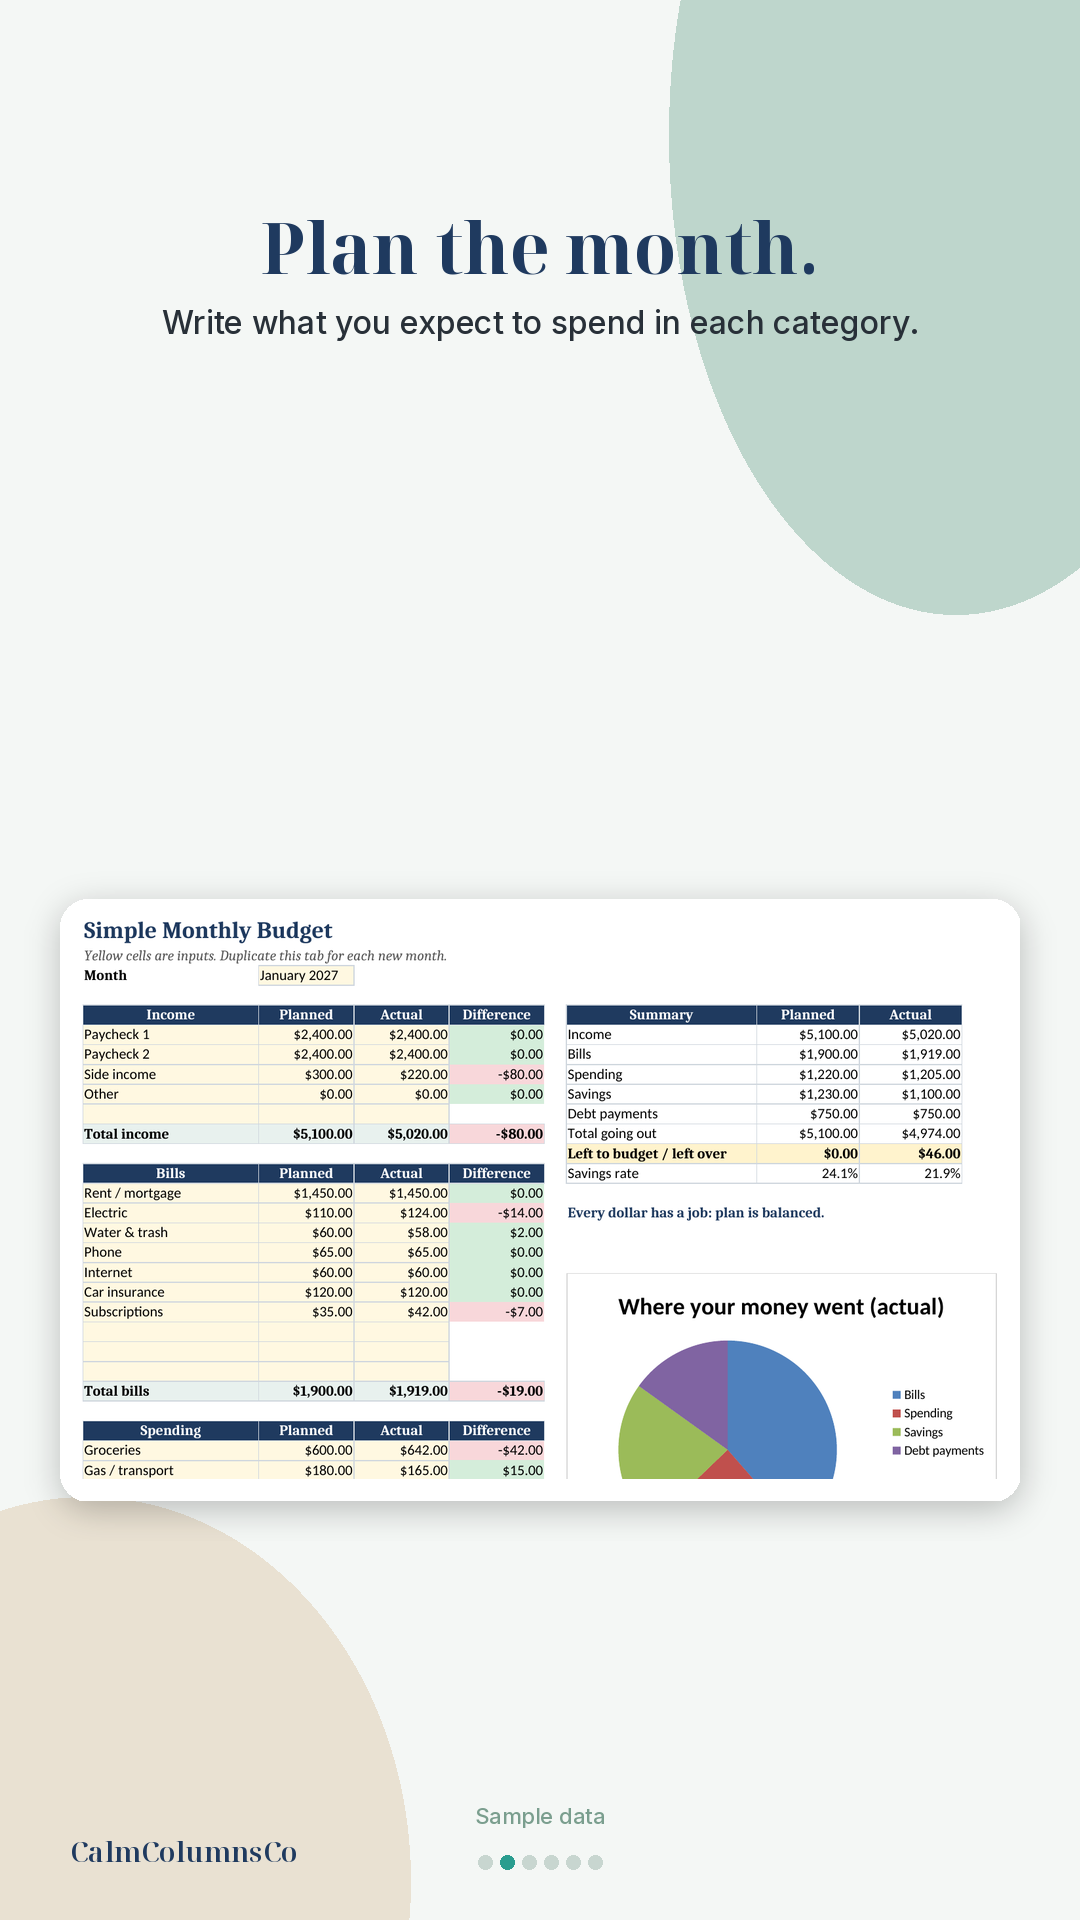 Plan the month.
Write what you expect to spend in each category.
Simple Monthly Budget
Yellow cells are inputs. Duplicate this tab for each new month.
Month January 2027
Income Planned Actual Difference
Paycheck 1 $2,400.00 $2,400.00 $0.00
Paycheck 2 $2,400.00 $2,400.00 $0.00
Side income $300.00 $220.00 -$80.00
Other $0.00 $0.00 $0.00
Total income $5,100.00 $5,020.00 -$80.00
Bills Planned Actual Difference
Rent / mortgage $1,450.00 $1,450.00 $0.00
Electric $110.00 $124.00 -$14.00
Water & trash $60.00 $58.00 $2.00
Phone $65.00 $65.00 $0.00
Internet $60.00 $60.00 $0.00
Car insurance $120.00 $120.00 $0.00
Subscriptions $35.00 $42.00 -$7.00
Total bills $1,900.00 $1,919.00 -$19.00
Spending Planned Actual Difference
Groceries $600.00 $642.00 -$42.00
Gas / transport $180.00 $165.00 $15.00
Summary Planned Actual
Income $5,100.00 $5,020.00
Bills $1,900.00 $1,919.00
Spending $1,220.00 $1,205.00
Savings $1,230.00 $1,100.00
Debt payments $750.00 $750.00
Total going out $5,100.00 $4,974.00
Left to budget / left over $0.00 $46.00
Savings rate 24.1% 21.9%
Every dollar has a job: plan is balanced.
Where your money went (actual)
Bills
Spending
Savings
Debt payments
Sample data
CalmColumnsCo